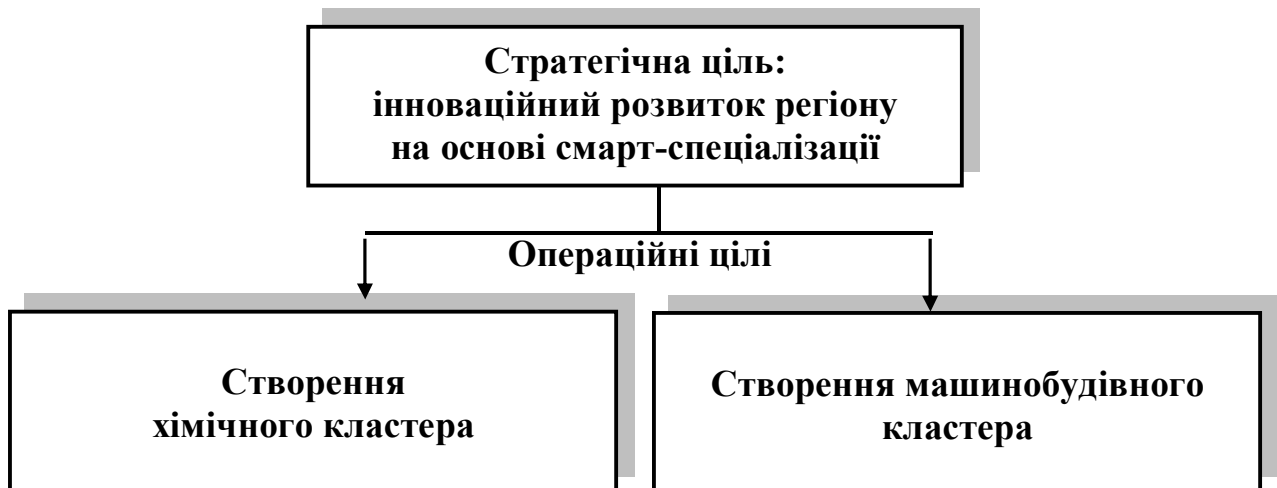 Стратегічна ціль:
інноваційний розвиток регіону
на основі смарт-спеціалізації
Операційні цілі
Створення
хімічного кластера
Створення машинобудівного
кластера